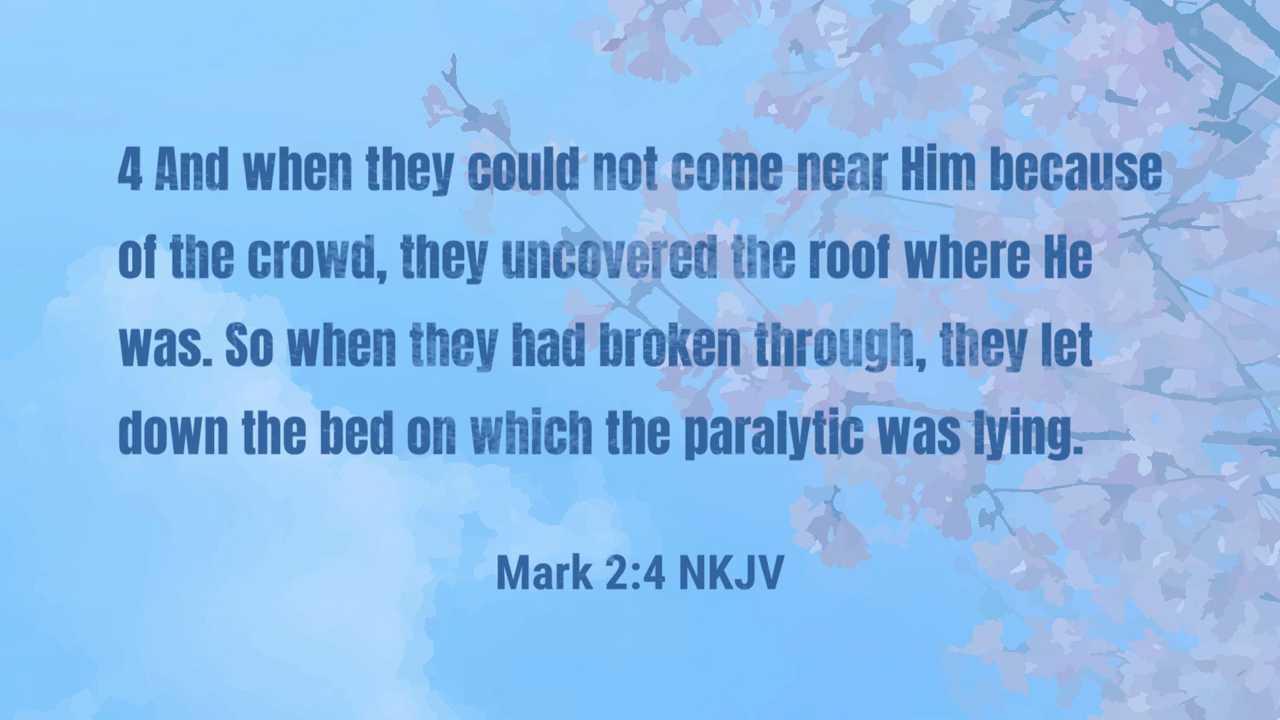 4 And when they could not come near Him because
of the crowd, they uncovered the roof where He
was. So when they had broken through, they let
down the bed on which the paralytic was lying.
Mark 2:4 NKJV